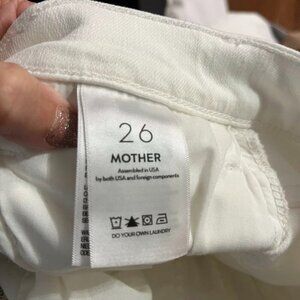 26
MOTHER
Assembled in USA
by both USA and foreign components
DO YOUR OWN LAUNDRY